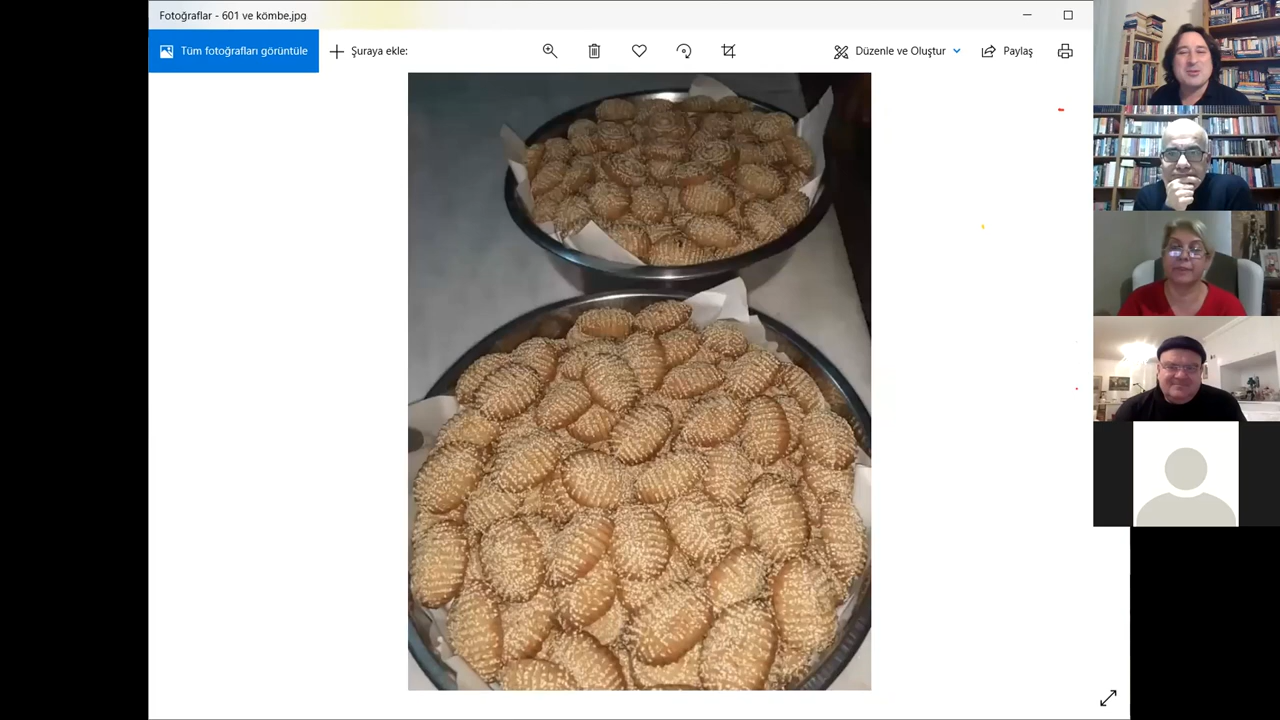 Fotoğraflar - 601 ve kömbe.jpg
Tüm fotoğrafları görüntüle
Şuraya ekle:
Düzenle ve Oluştur
Paylaş